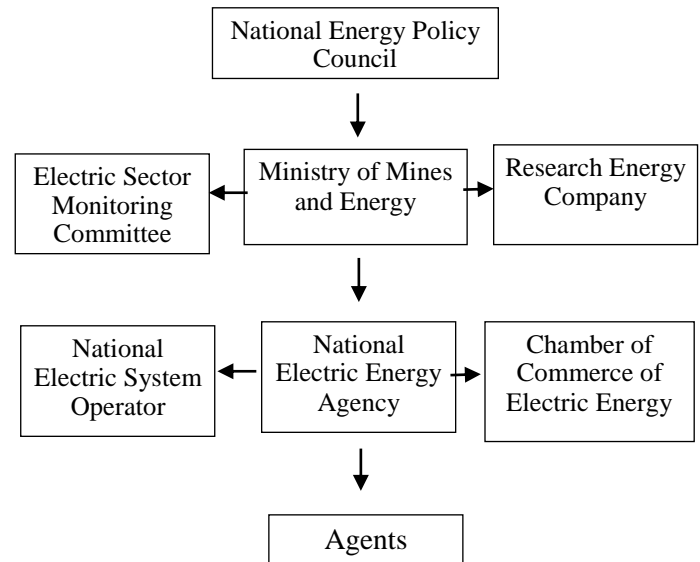 National Energy Policy
Council
Electric Sector
Monitoring
Committee
Ministry of Mines
and Energy
Research Energy
Company
National
Electric System
Operator
National
Electric Energy
Agency
Chamber of
Commerce of
Electric Energy
Agents